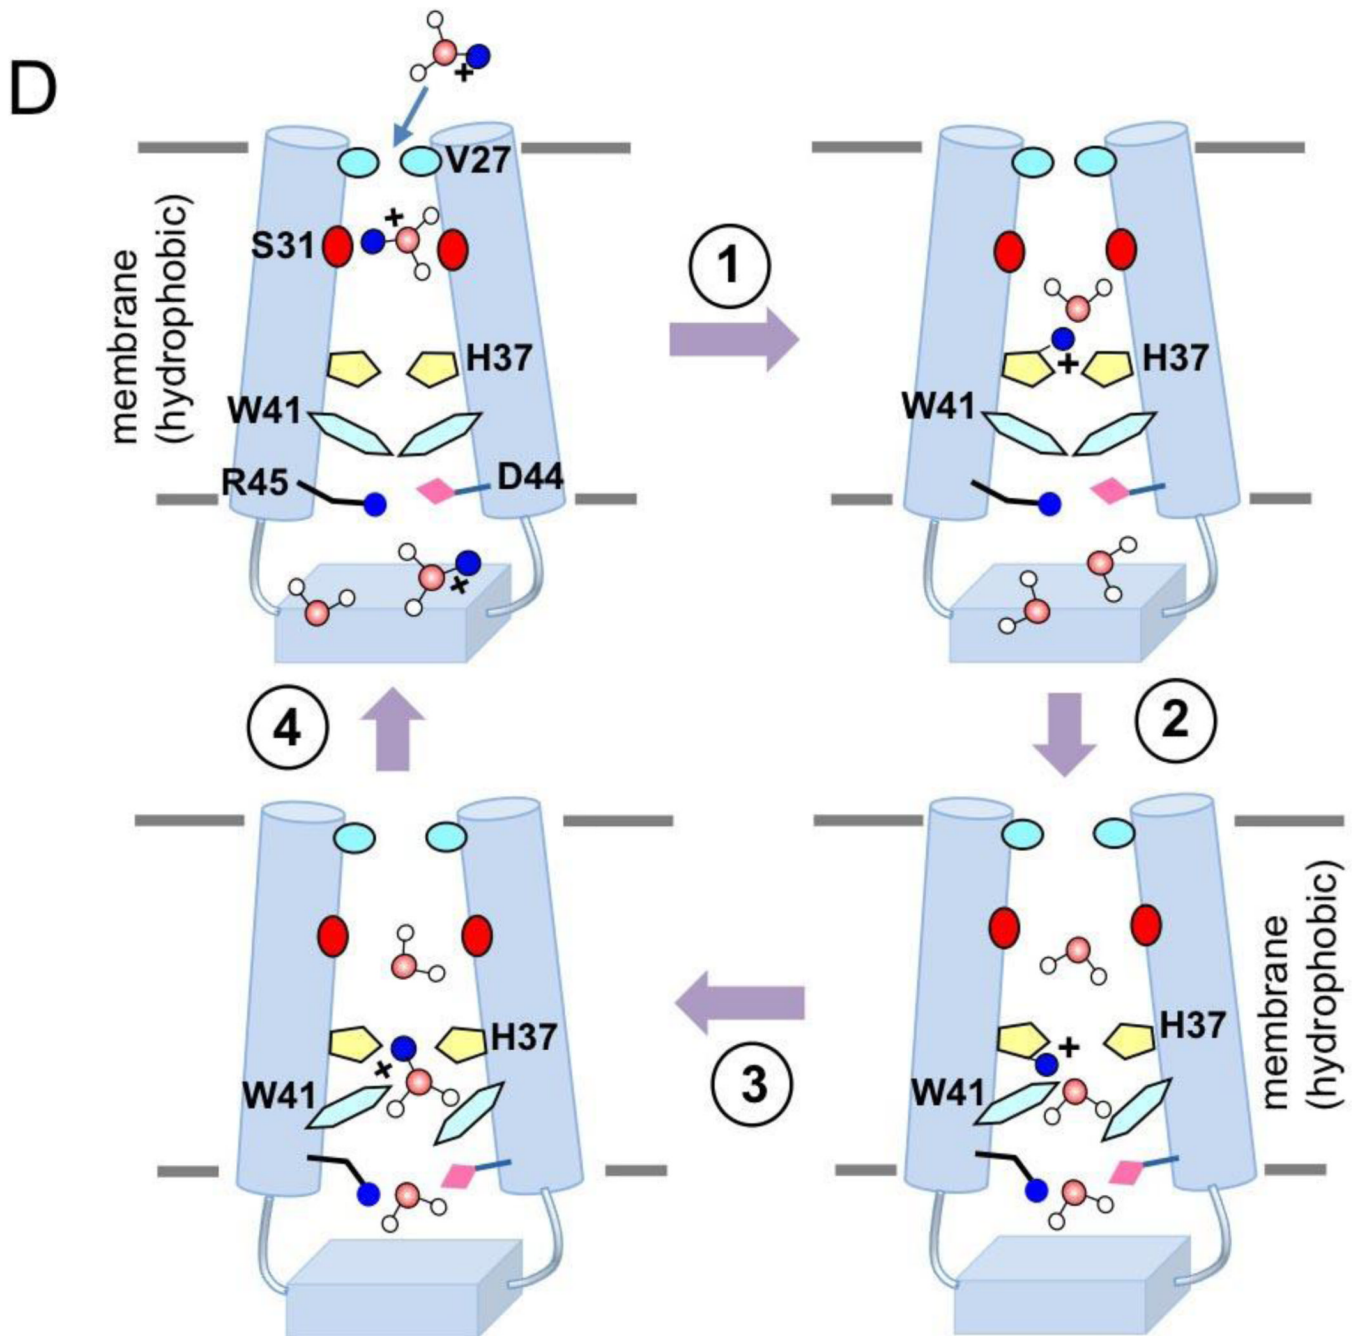 D
+
V27
membrane
(hydrophobic)
S31
+
H37
W41
R45
D44
+
1
+
H37
W41
4
2
H37
+
W41
3
+
H37
W41
membrane
(hydrophobic)